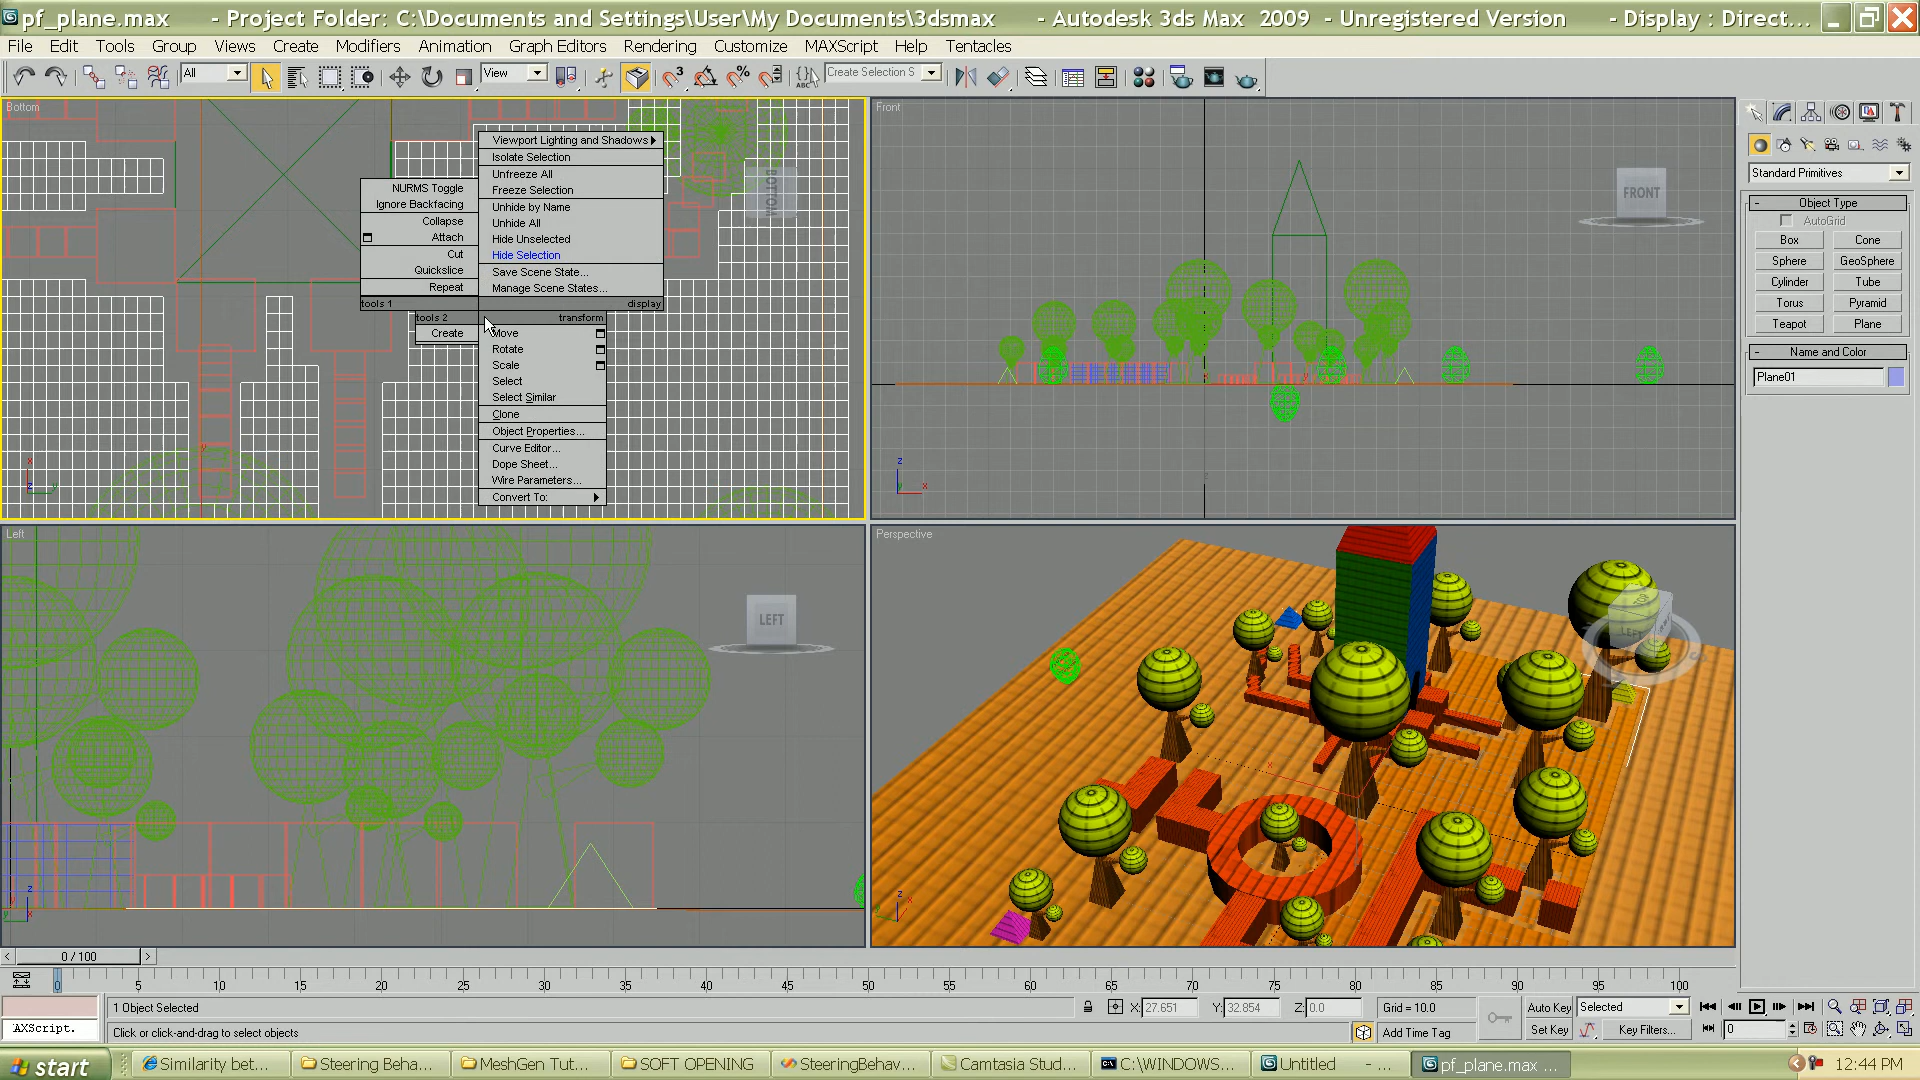 pf_plane.max - Project Folder: C:\Documents and Settings\User\My Documents\3dsmax - Autodesk 3ds Max 2009 - Unregistered Version - Display : Direct...
File Edit Tools Group Views Create Modifiers Animation Graph Editors Rendering Customize MAXScript Help Tentacles
All
View
3
%
ABC
Create Selection S
Bottom
Front
BOTTOM
FRONT
Viewport Lighting and Shadows
Isolate Selection
Unfreeze All
Freeze Selection
Unhide by Name
Unhide All
Hide Unselected
Hide Selection
Save Scene State...
Manage Scene States...
display
NURMS Toggle
Ignore Backfacing
Collapse
Attach
Cut
Quickslice
Repeat
tools 1
tools 2
Create
transform
Move
Rotate
Scale
Select
Select Similar
Clone
Object Properties...
Curve Editor...
Dope Sheet...
Wire Parameters...
Convert To:
Standard Primitives
- Object Type
AutoGrid
Box Cone
Sphere GeoSphere
Cylinder Tube
Torus Pyramid
Teapot Plane
- Name and Color
Plane01
z
x
Left
Perspective
LEFT
LEFT
z
x
z
x
0 / 100
0 5 10 15 20 25 30 35 40 45 50 55 60 65 70 75 80 85 90 95 100
1 Object Selected
X: 27.651 Y: 32.854 Z: 0.0 Grid = 10.0
Auto Key Selected
AXScript.
Click or click-and-drag to select objects
Add Time Tag
Set Key Key Filters...
0
start
Similarity bet...
Steering Beha...
MeshGen Tut...
SOFT OPENING
SteeringBehav...
Camtasia Stud...
C:\WINDOWS...
Untitled - ...
pf_plane.max ...
12:44 PM